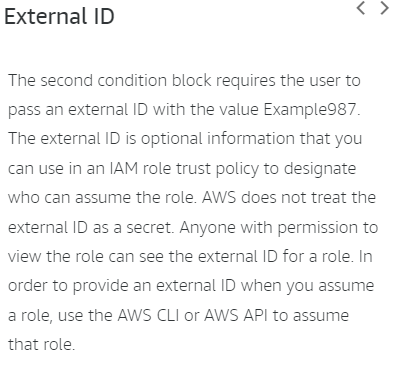 External ID
The second condition block requires the user to
pass an external ID with the value Example987.
The external ID is optional information that you
can use in an IAM role trust policy to designate
who can assume the role. AWS does not treat the
external ID as a secret. Anyone with permission to
view the role can see the external ID for a role. In
order to provide an external ID when you assume
a role, use the AWS CLI or AWS API to assume
that role.